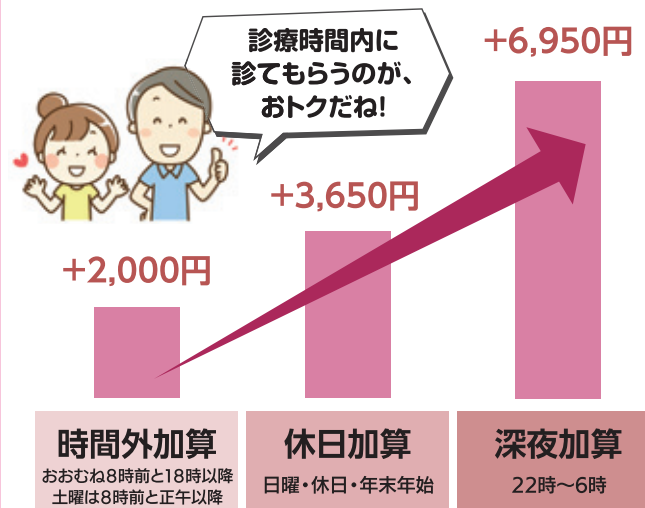 診療時間内に
診てもらうのが、
おトクだね!
+6,950円
+3,650円
+2,000円
時間外加算
おおむね8時前と18時以降
土曜は8時前と正午以降
休日加算
日曜・休日・年末年始
深夜加算
22時〜6時